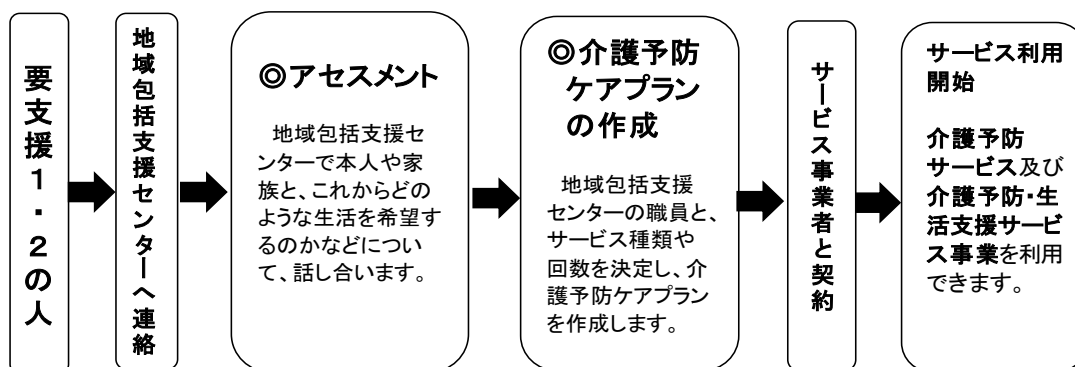 要支援1・2の人
地域包括支援センターへ連絡
◎アセスメント
地域包括支援セ
ンターで本人や家
族と、これからどの
ような生活を希望す
るのかなどについ
て、話し合います。
◎介護予防
ケアプラン
の作成
地域包括支援
センターの職員と、
サービス種類や
回数を決定し、介
護予防ケアプラン
を作成します。
サービス事業者と契約
サービス利用
開始
介護予防
サービス及び
介護予防・生
活支援サービ
ス事業を利用
できます。